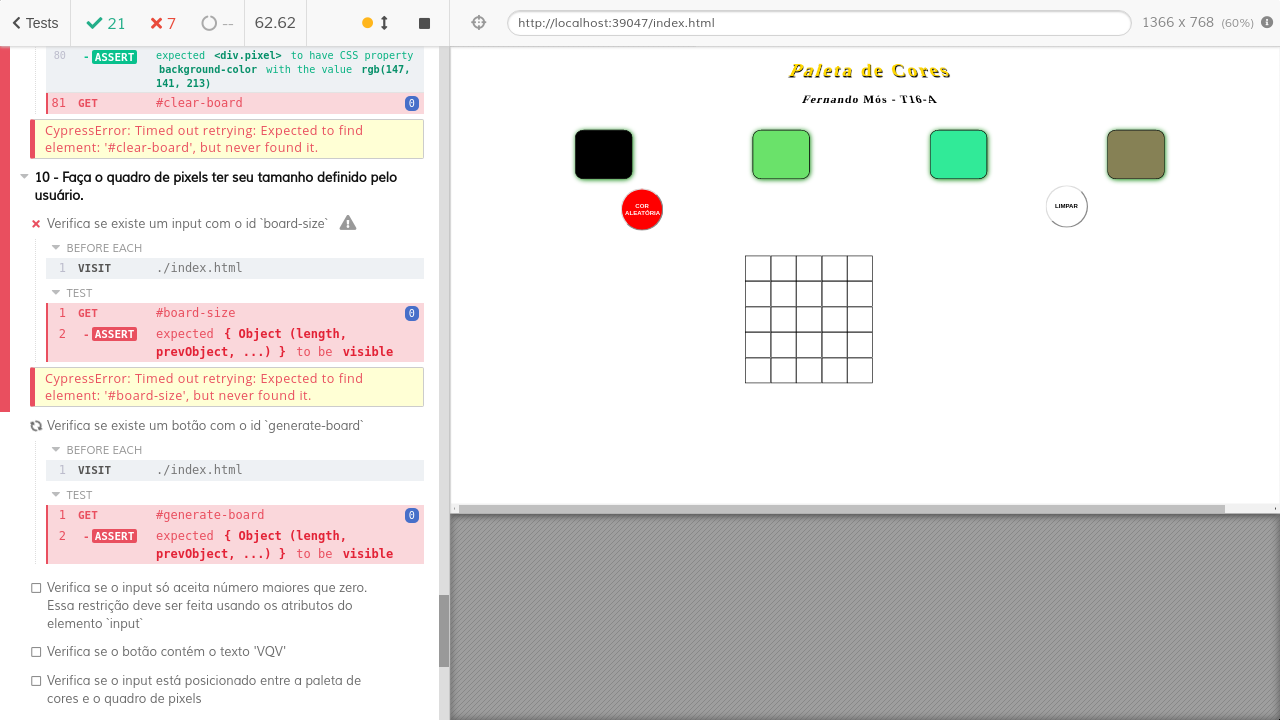 Tests
21
7
--
62.62
80 - ASSERT expected <div.pixel> to have CSS property
background-color with the value rgb(147,
141, 213)
81 GET #clear-board 0
CypressError: Timed out retrying: Expected to find
element: '#clear-board', but never found it.
10 - Faça o quadro de pixels ter seu tamanho definido pelo
usuário.
Verifica se existe um input com o id `board-size`
BEFORE EACH
1 VISIT ./index.html
TEST
1 GET #board-size 0
2 - ASSERT expected { Object (length,
prevObject, ...) } to be visible
CypressError: Timed out retrying: Expected to find
element: '#board-size', but never found it.
Verifica se existe um botão com o id `generate-board`
BEFORE EACH
1 VISIT ./index.html
TEST
1 GET #generate-board 0
2 - ASSERT expected { Object (length,
prevObject, ...) } to be visible
Verifica se o input só aceita número maiores que zero.
Essa restrição deve ser feita usando os atributos do
elemento `input`
Verifica se o botão contém o texto 'VQV'
Verifica se o input está posicionado entre a paleta de
cores e o quadro de pixels
http://localhost:39047/index.html
1366 x 768 (60%)
Paleta de Cores
Fernando Mós - T16-A
COR
ALEATÓRIA
LIMPAR